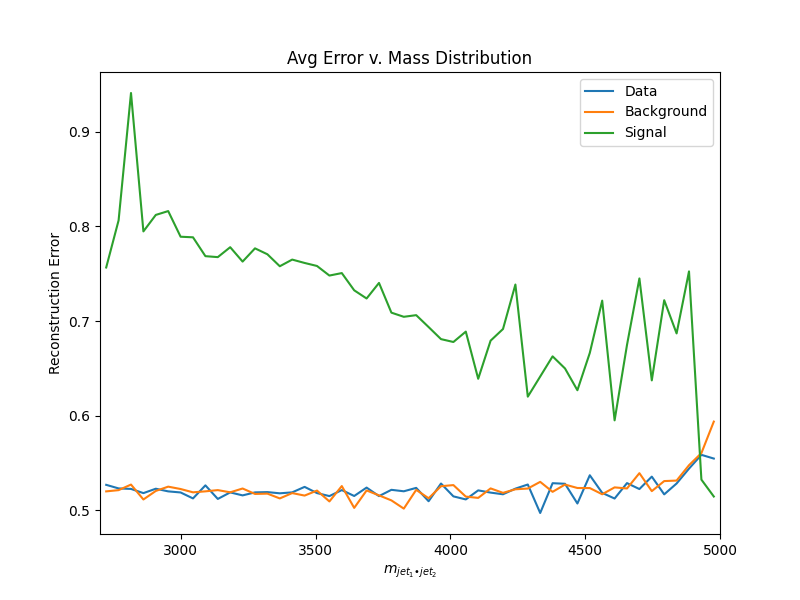 Avg Error v. Mass Distribution
Data
Background
Signal
0.9
0.8
0.7
0.6
0.5
Reconstruction Error
3000 3500 4000 4500 5000
m_{jet_1•jet_2}